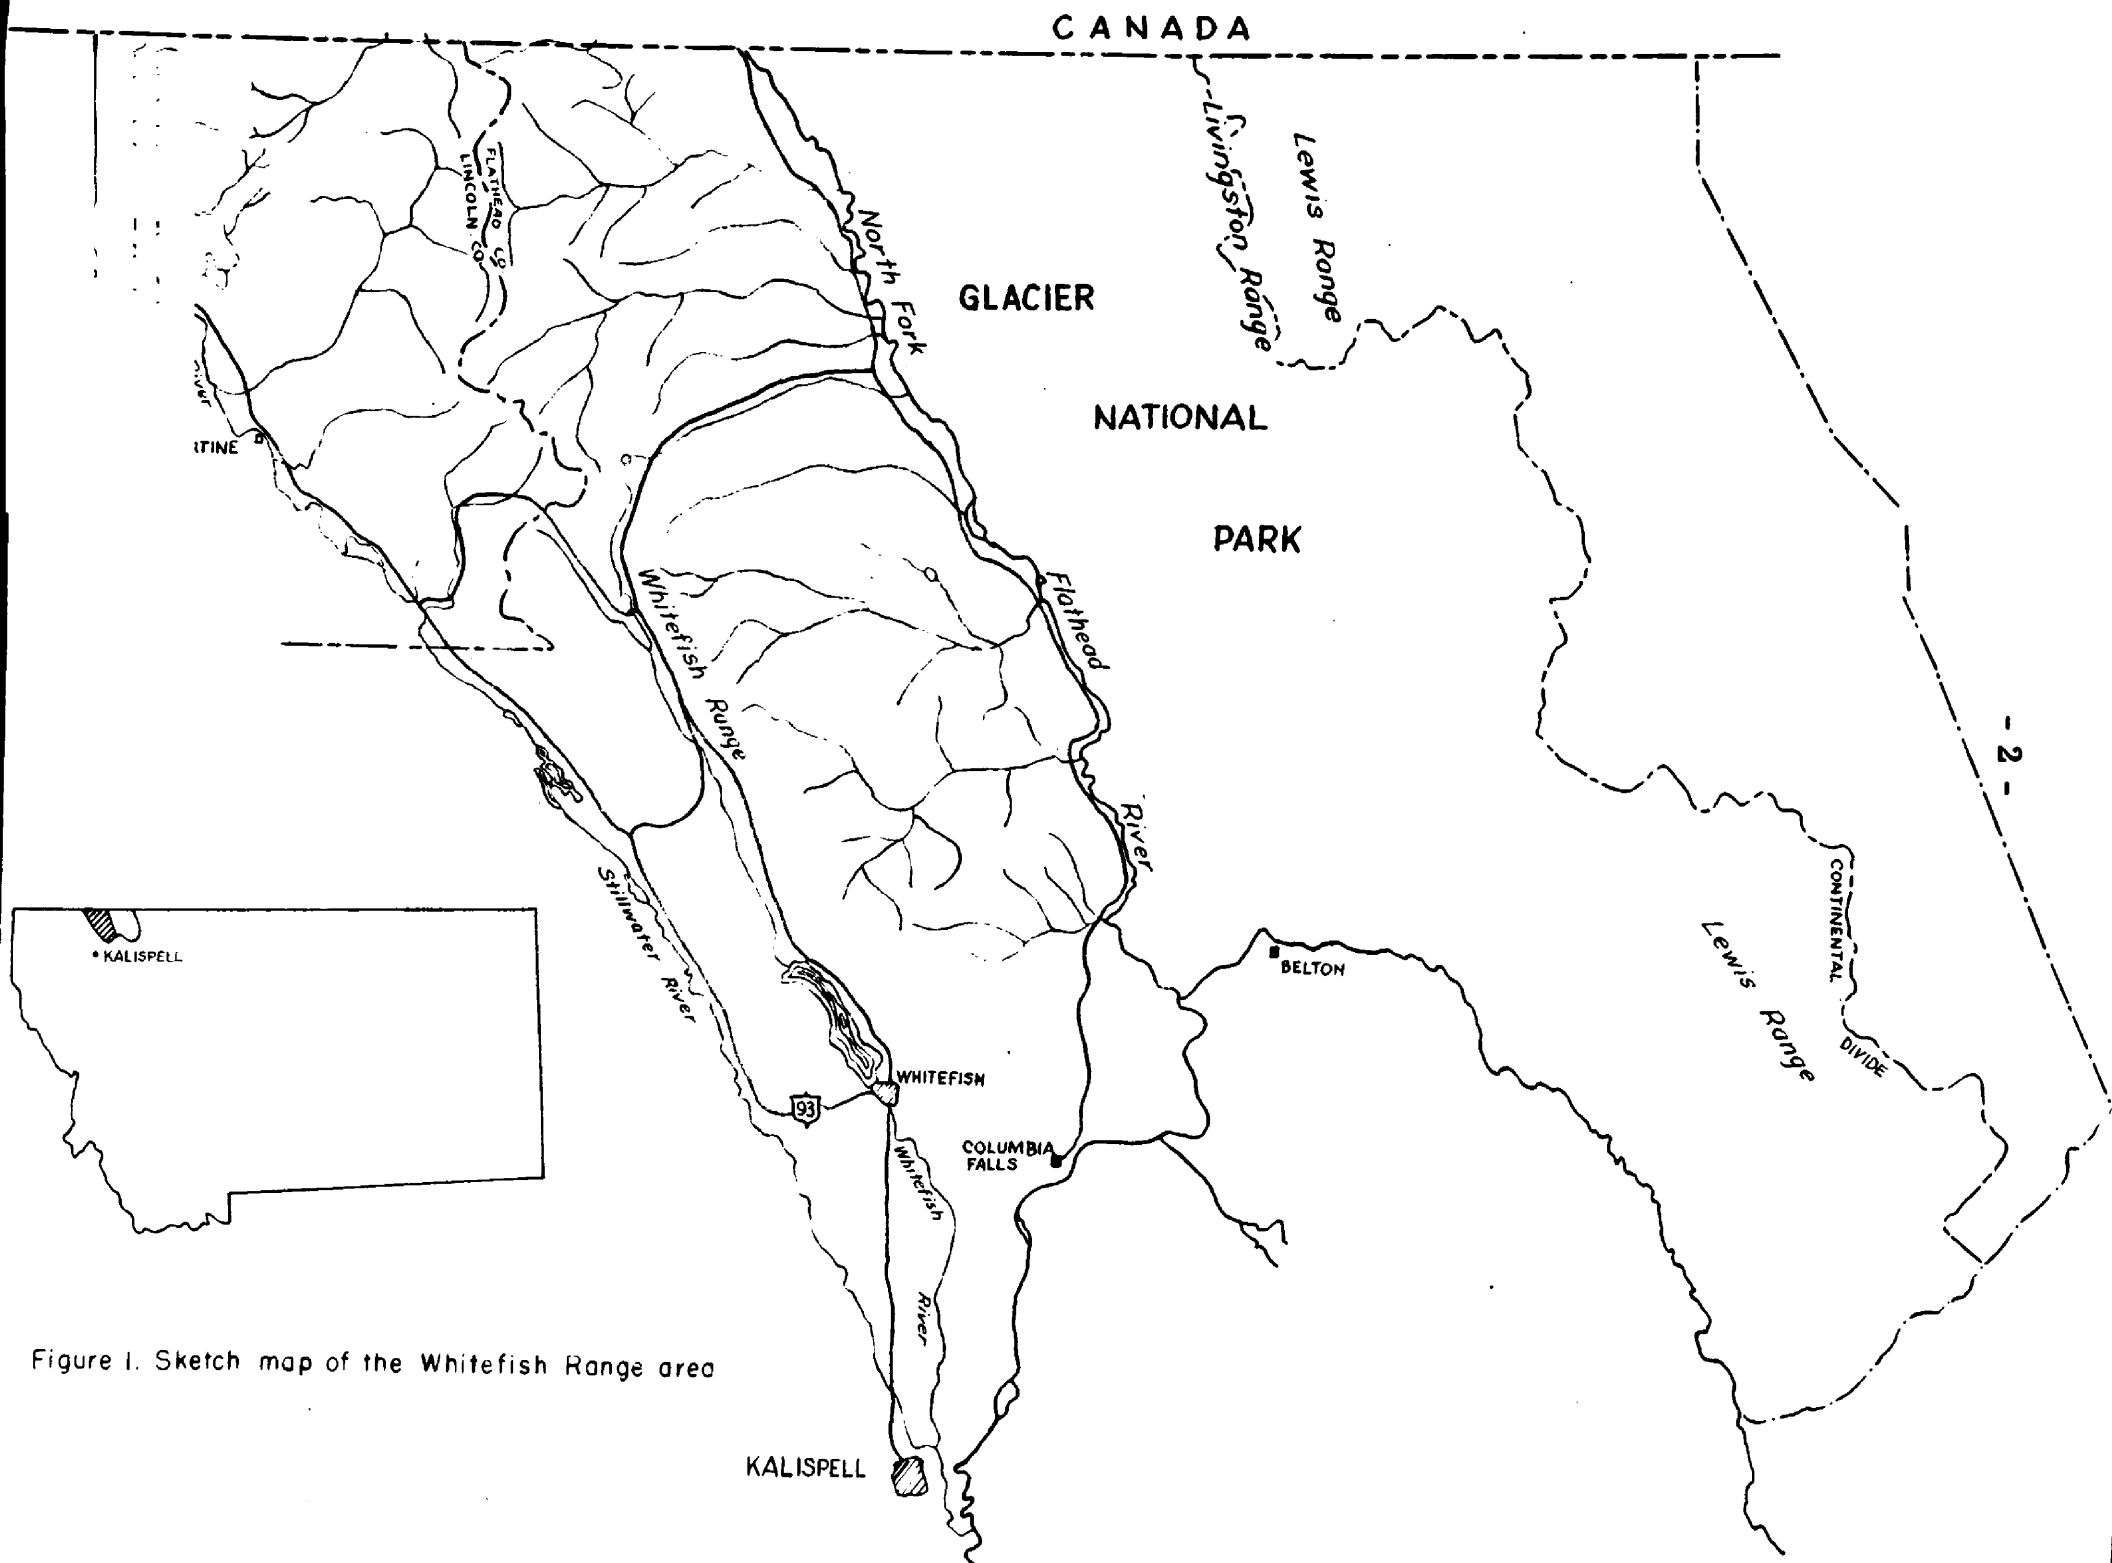 CANADA
Livingston Range
Lewis Range
FLATHEAD CO
LINCOLN CO
North Fork
GLACIER
NATIONAL
PARK
Flathead
River
Whitefish Range
- 2 -
Stillwater River
CONTINENTAL
DIVIDE
Lewis Range
BELTON
KALISPELL
WHITEFISH
93
COLUMBIA
FALLS
Whitefish
River
Figure 1. Sketch map of the Whitefish Range area
KALISPELL